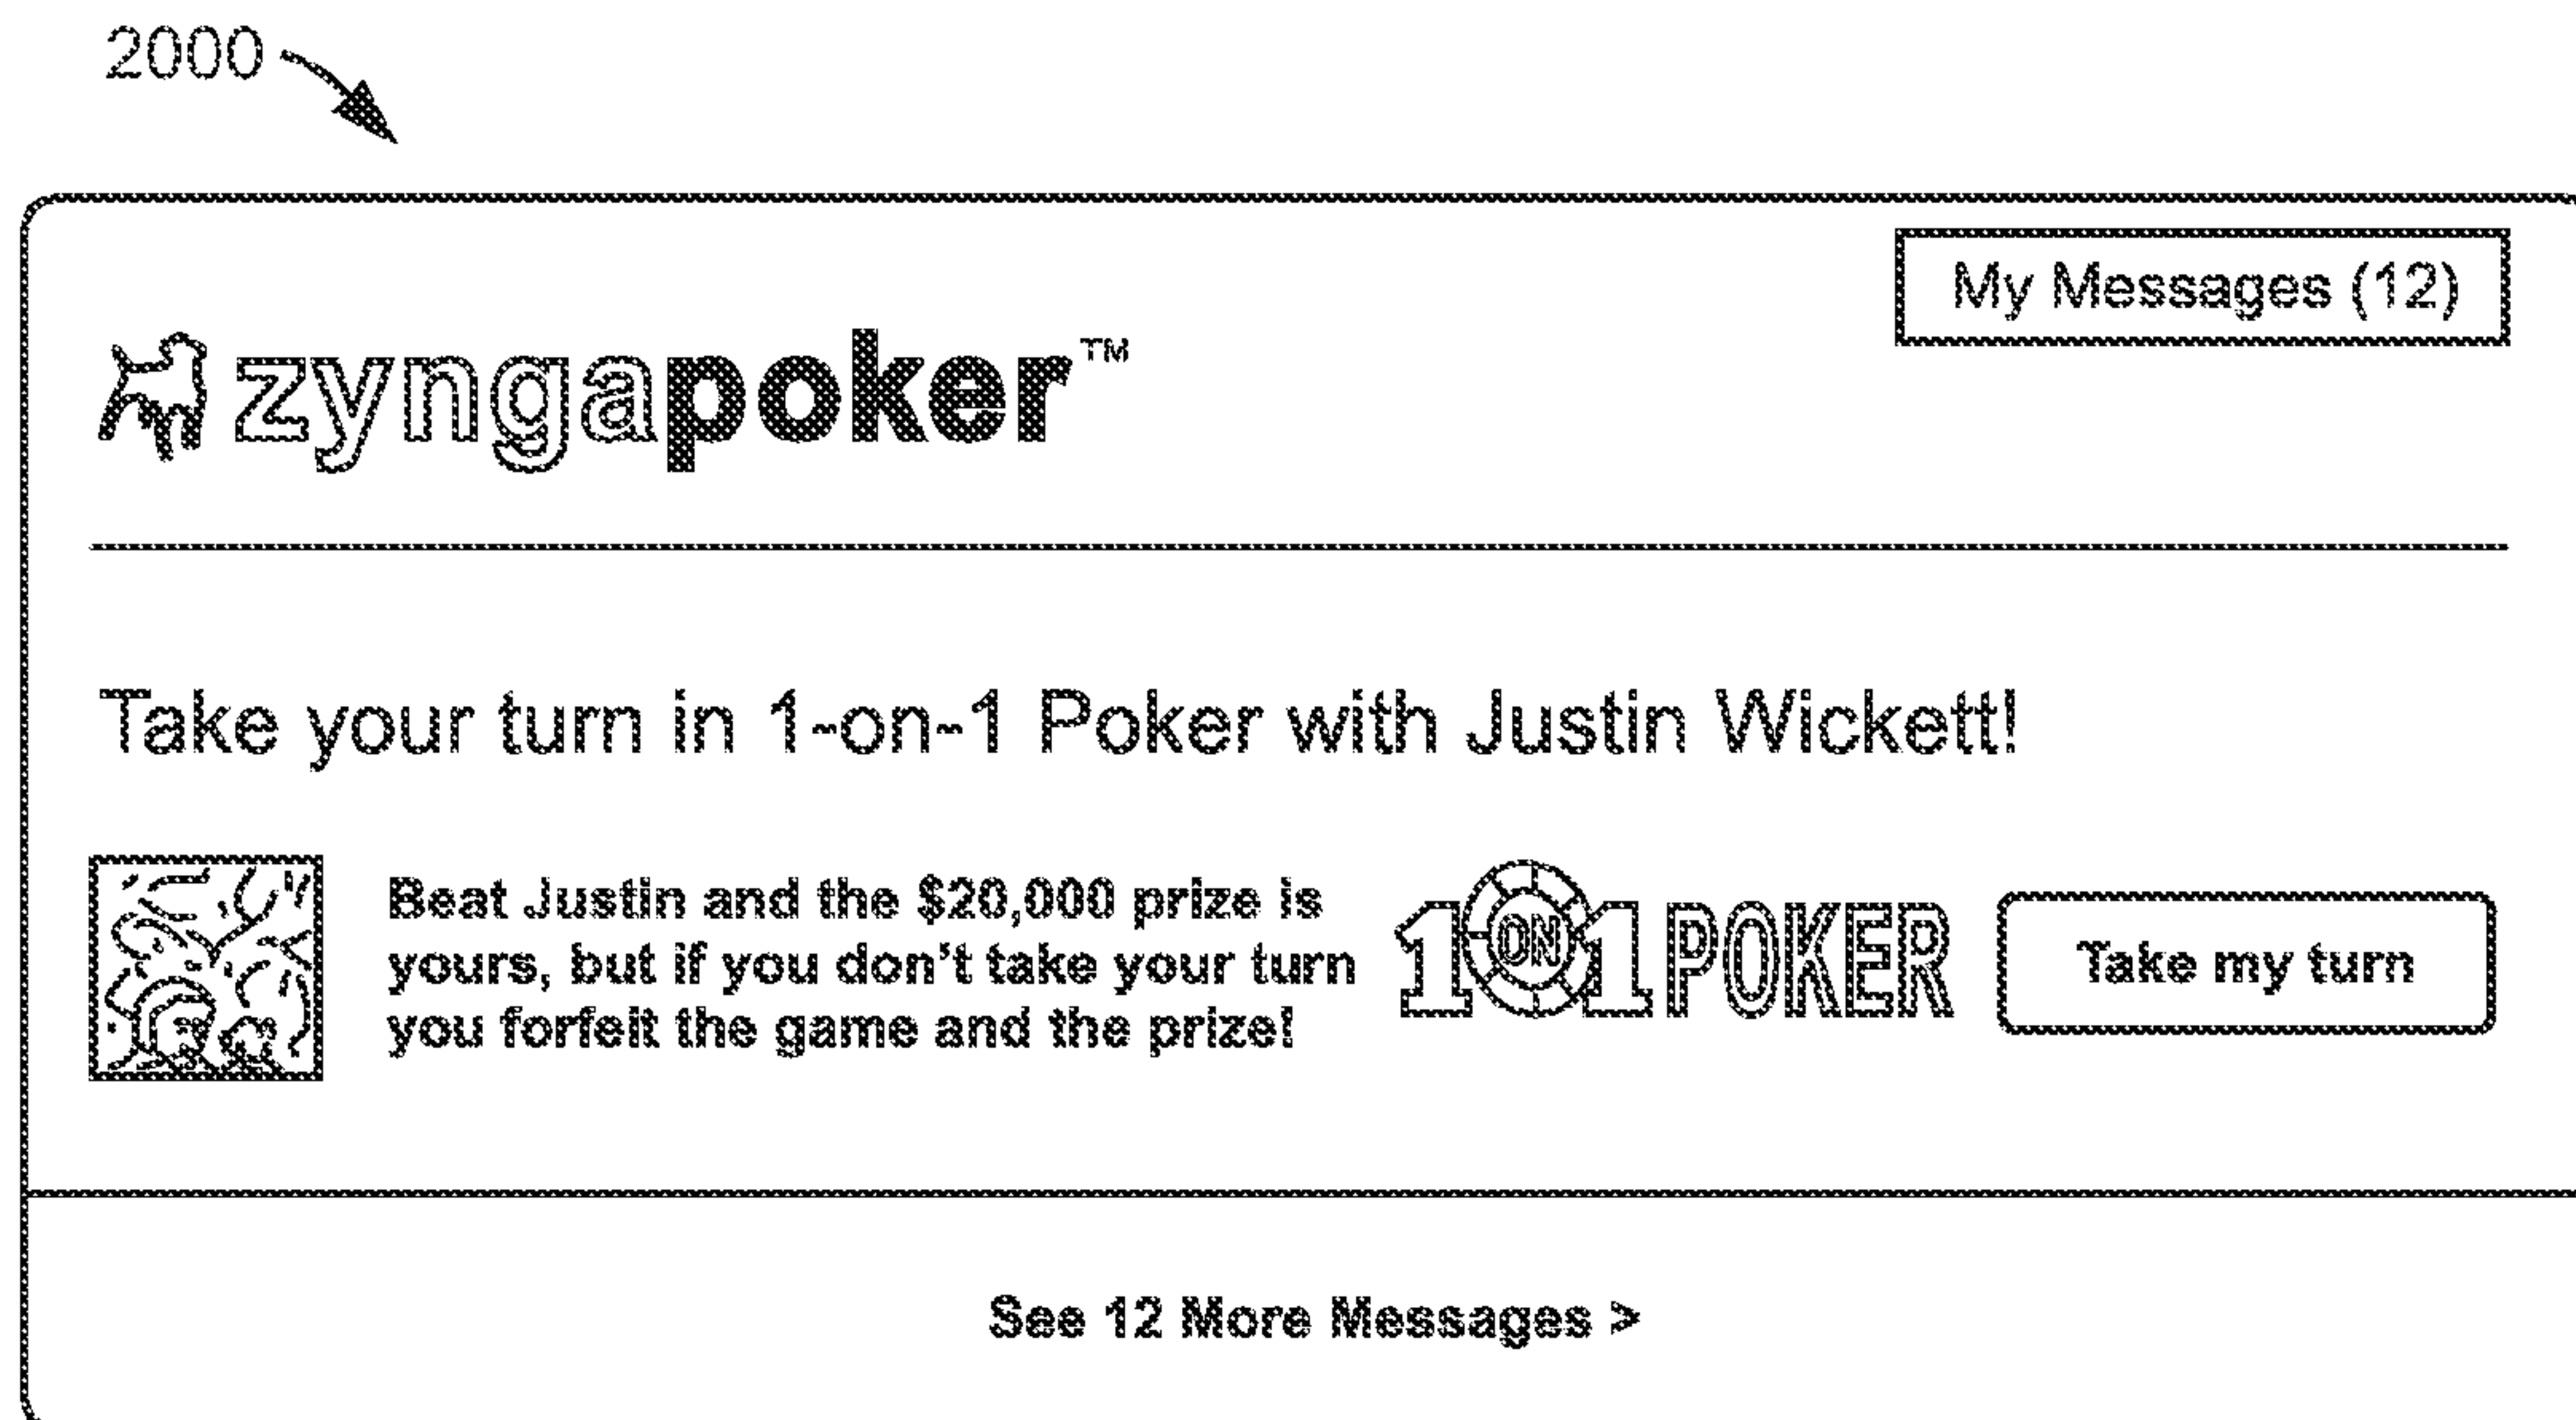 2000
My Messages (12)
zyngapoker™
Take your turn in 1-on-1 Poker with Justin Wickett!
Beat Justin and the $20,000 prize is
yours, but if you don't take your turn
you forfeit the game and the prize!
1 ON 1 POKER
Take my turn
See 12 More Messages >